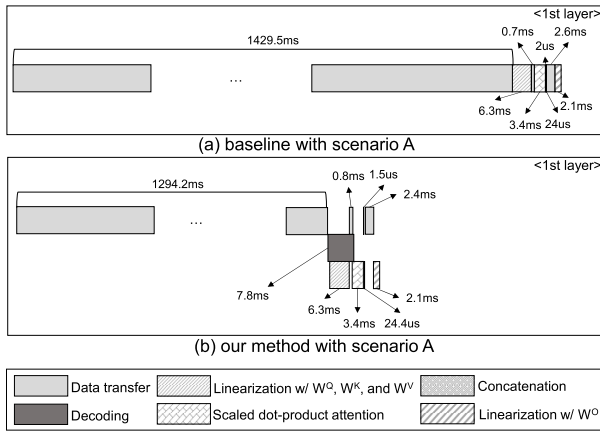 <1st layer>
1429.5ms
0.7ms
2us
2.6ms
...
6.3ms
3.4ms
24us
2.1ms
(a) baseline with scenario A
<1st layer>
1294.2ms
0.8ms
1.5us
2.4ms
...
7.8ms
6.3ms
3.4ms
24.4us
2.1ms
(b) our method with scenario A
Data transfer
Linearization w/ W^Q, W^K, and W^V
Concatenation
Decoding
Scaled dot-product attention
Linearization w/ W^O